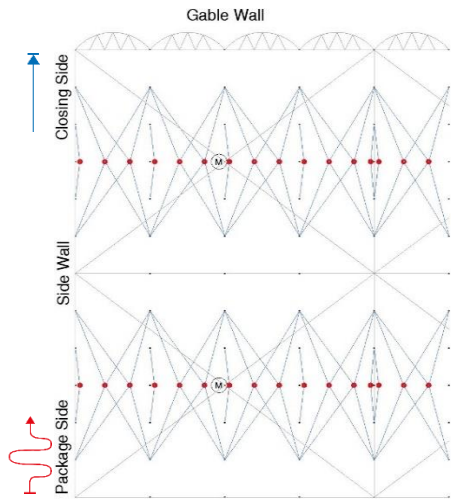 Gable Wall
Closing Side
M
Side Wall
M
Package Side